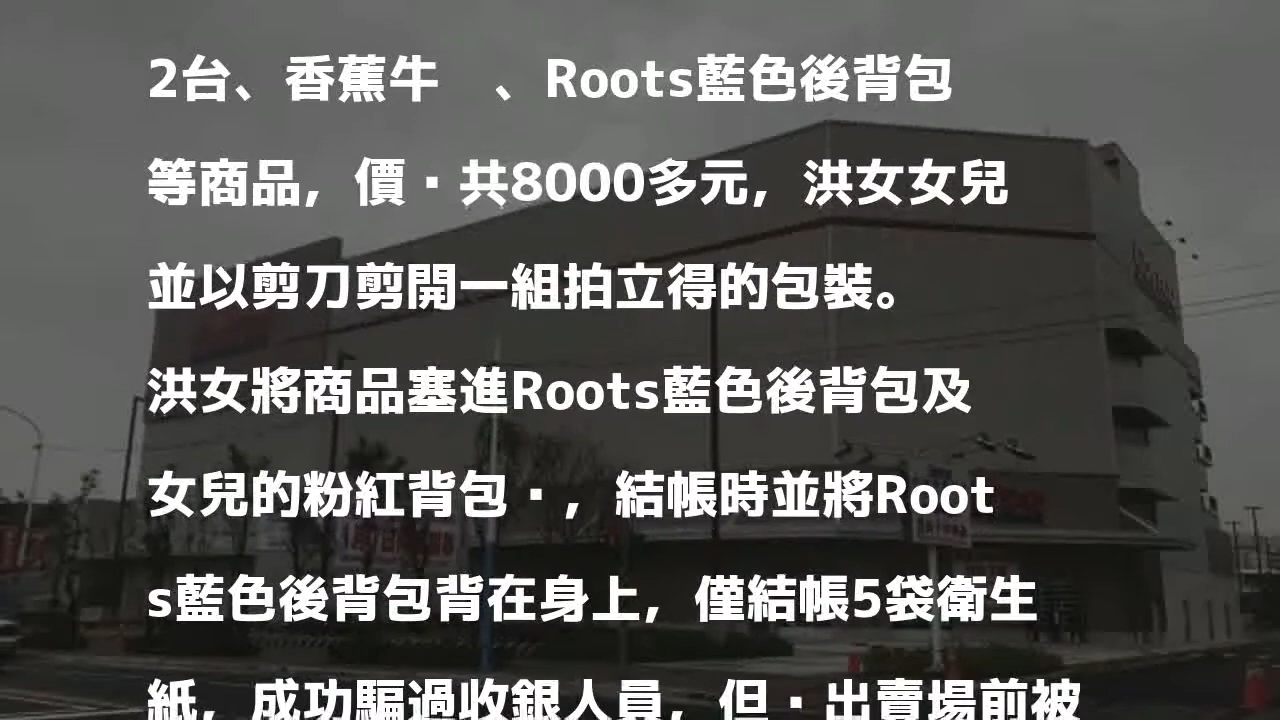 2台、香蕉牛 、Roots藍色後背包
等商品，價▪共8000多元，洪女女兒
並以剪刀剪開一組拍立得的包裝。
洪女將商品塞進Roots藍色後背包及
女兒的粉紅背包▪，結帳時並將Root
s藍色後背包背在身上，僅結帳5袋衛生
紙，成功騙過收銀人員，但▪出賣場前被